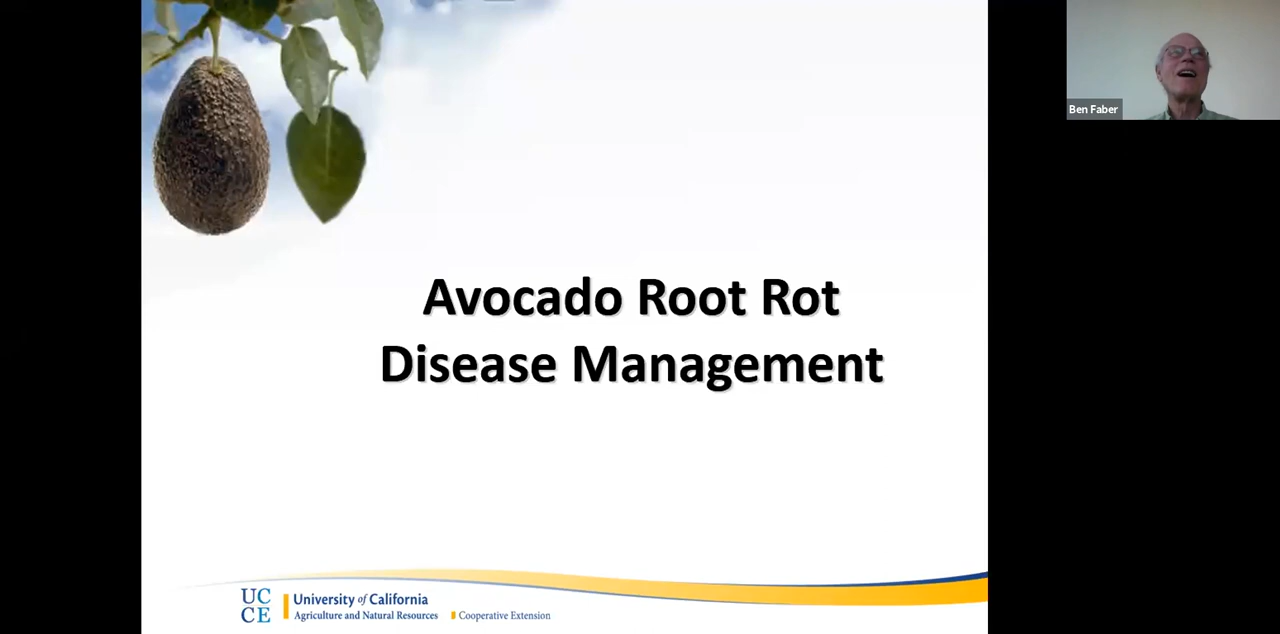 Ben Faber
Avocado Root Rot
Disease Management
UC
CE
University of California
Agriculture and Natural Resources
Cooperative Extension